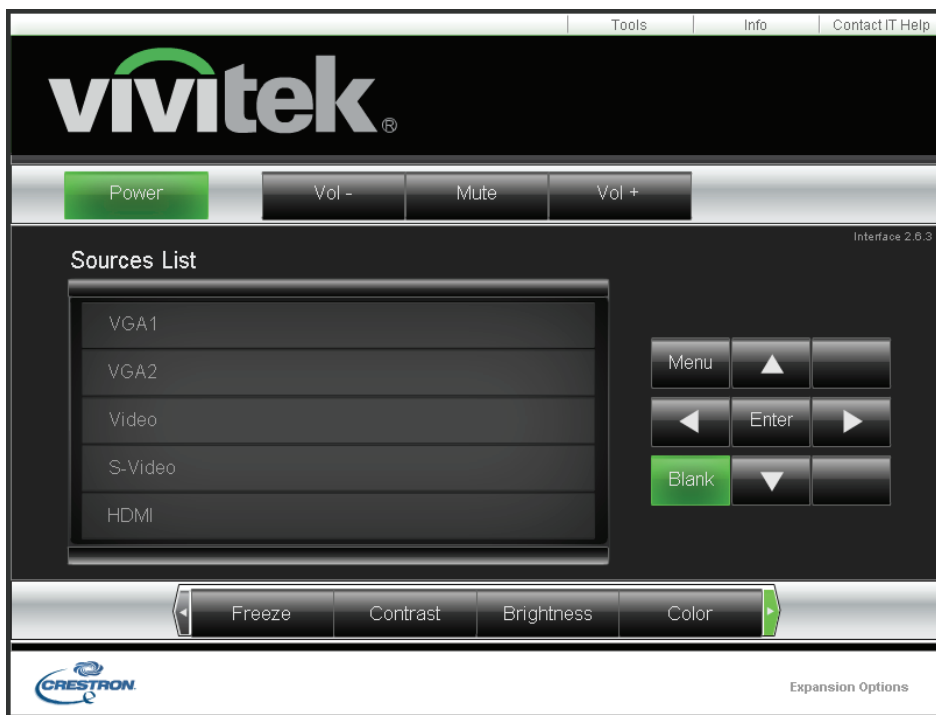 Tools Info Contact IT Help
vivitek®
Power Vol - Mute Vol +
Interface 2.6.3
Sources List
VGA1
VGA2
Video
S-Video
HDMI
Menu
Enter
Blank
Freeze Contrast Brightness Color
CRESTRON.
Expansion Options